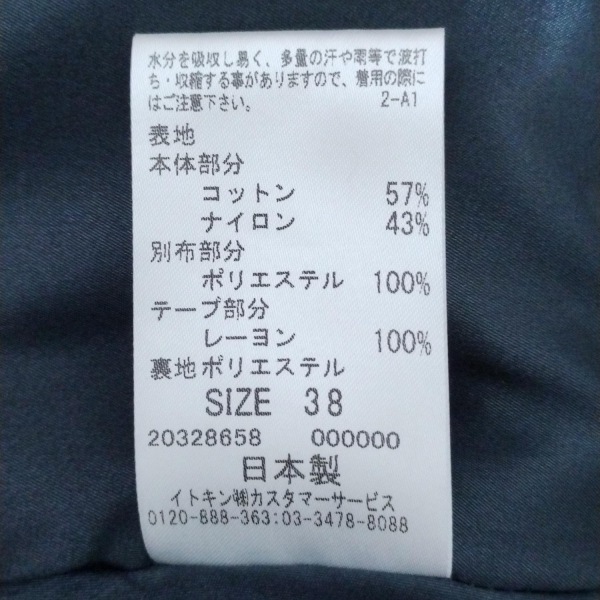 水分を吸収し易く、多量の汗や雨等で波打
ち・収縮する事がありますので、着用の際に
はご注意下さい。 2-A1
表地
本体部分
コットン 57%
ナイロン 43%
別布部分
ポリエステル 100%
テープ部分
レーヨン 100%
裏地ポリエステル
SIZE 38
20328658 000000
日本製
イトキン㈱カスタマーサービス
0120-888-363:03-3478-8088